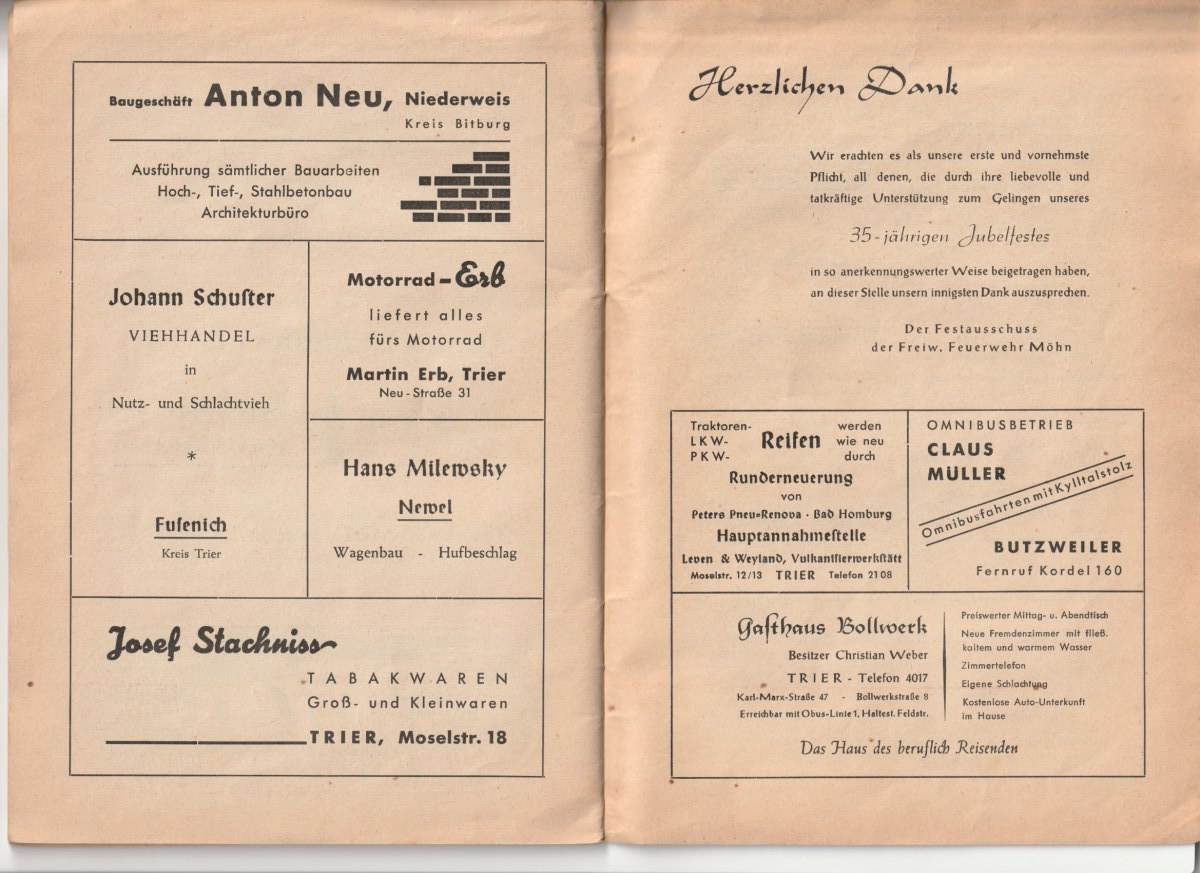 Baugeschäft Anton Neu, Niederweis
Kreis Bitburg
Ausführung sämtlicher Bauarbeiten
Hoch-, Tief-, Stahlbetonbau
Architekturbüro
Johann Schuster
VIEHHANDEL
in
Nutz- und Schlachtvieh
*
Fusenich
Kreis Trier
Motorrad-Erb
liefert alles
fürs Motorrad
Martin Erb, Trier
Neu-Straße 31
Hans Milewsky
Newel
Wagenbau - Hufbeschlag
Josef Stachniss
TABAKWAREN
Groß- und Kleinwaren
TRIER, Moselstr. 18
Herzlichen Dank
Wir erachten es als unsere erste und vornehmste
Pflicht, all denen, die durch ihre liebevolle und
tatkräftige Unterstützung zum Gelingen unseres
35-jährigen Jubelfestes
in so anerkennungswerter Weise beigetragen haben,
an dieser Stelle unsern innigsten Dank auszusprechen.
Der Festausschuss
der Freiw. Feuerwehr Möhn
Traktoren-
LKW-
PKW-
Reifen
werden
wie neu
durch
Runderneuerung
von
Peters Pneu-Renova · Bad Homburg
Hauptannahmestelle
Leven & Weyland, Vulkanisierwerkstätt
Moselstr. 12/13 TRIER Telefon 2108
OMNIBUSBETRIEB
CLAUS
MÜLLER
Omnibusfahrten mit Kylltalstolz
BUTZWEILER
Fernruf Kordel 160
Gasthaus Bollwerk
Besitzer Christian Weber
TRIER - Telefon 4017
Karl-Marx-Straße 47 - Bollwerkstraße 8
Erreichbar mit Obus-Linie 1, Haltest. Feldstr.
Preiswerter Mittag- u. Abendtisch
Neue Fremdenzimmer mit fließ.
kaltem und warmem Wasser
Zimmertelefon
Eigene Schlachtung
Kostenlose Auto-Unterkunft
im Hause
Das Haus des beruflich Reisenden